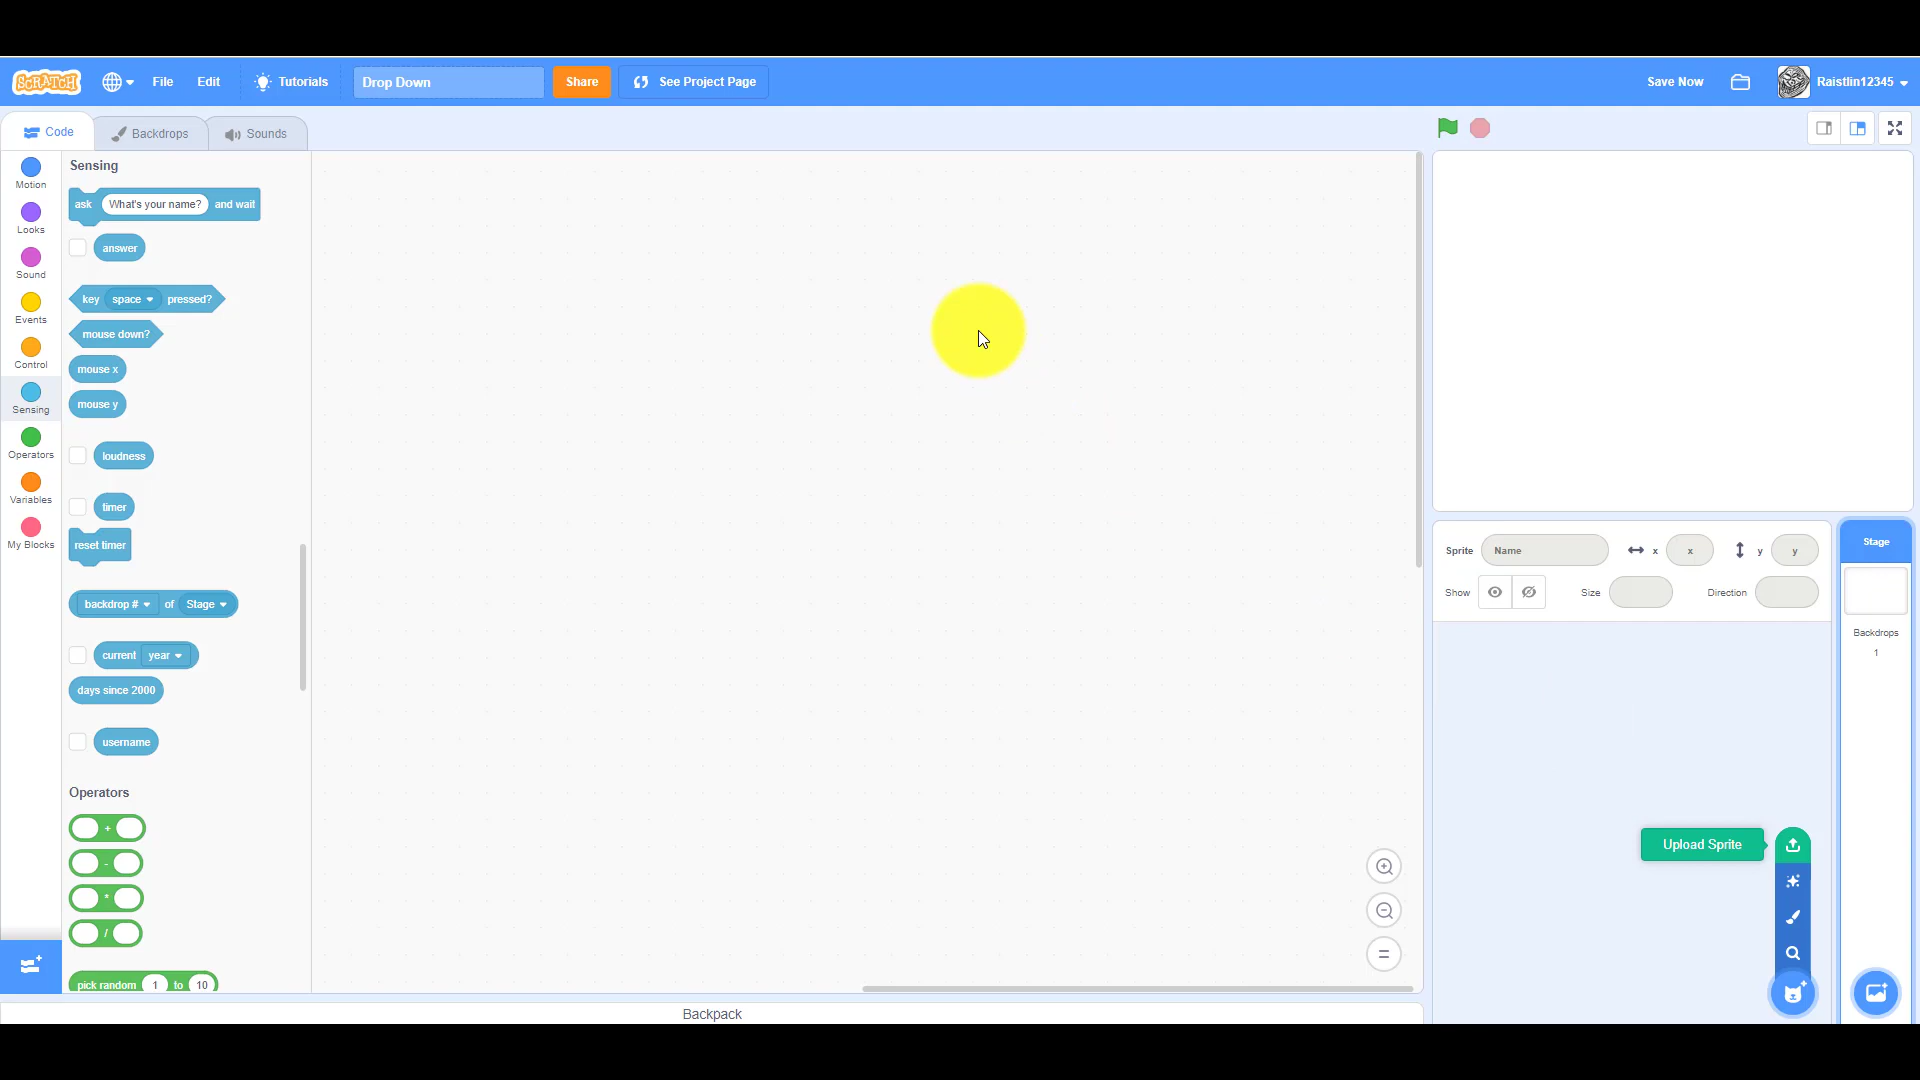 SCRATCH File Edit Tutorials Drop Down Share See Project Page Save Now Raistlin12345
Code Backdrops Sounds
Motion
Looks
Sound
Events
Control
Sensing
Operators
Variables
My Blocks
Sensing
ask What's your name? and wait
answer
key space pressed?
mouse down?
mouse x
mouse y
loudness
timer
reset timer
backdrop # of Stage
current year
days since 2000
username
Operators
+
-
*
/
pick random 1 to 10
Backpack
Sprite Name x x y y
Show Size Direction
Upload Sprite
Stage
Backdrops
1